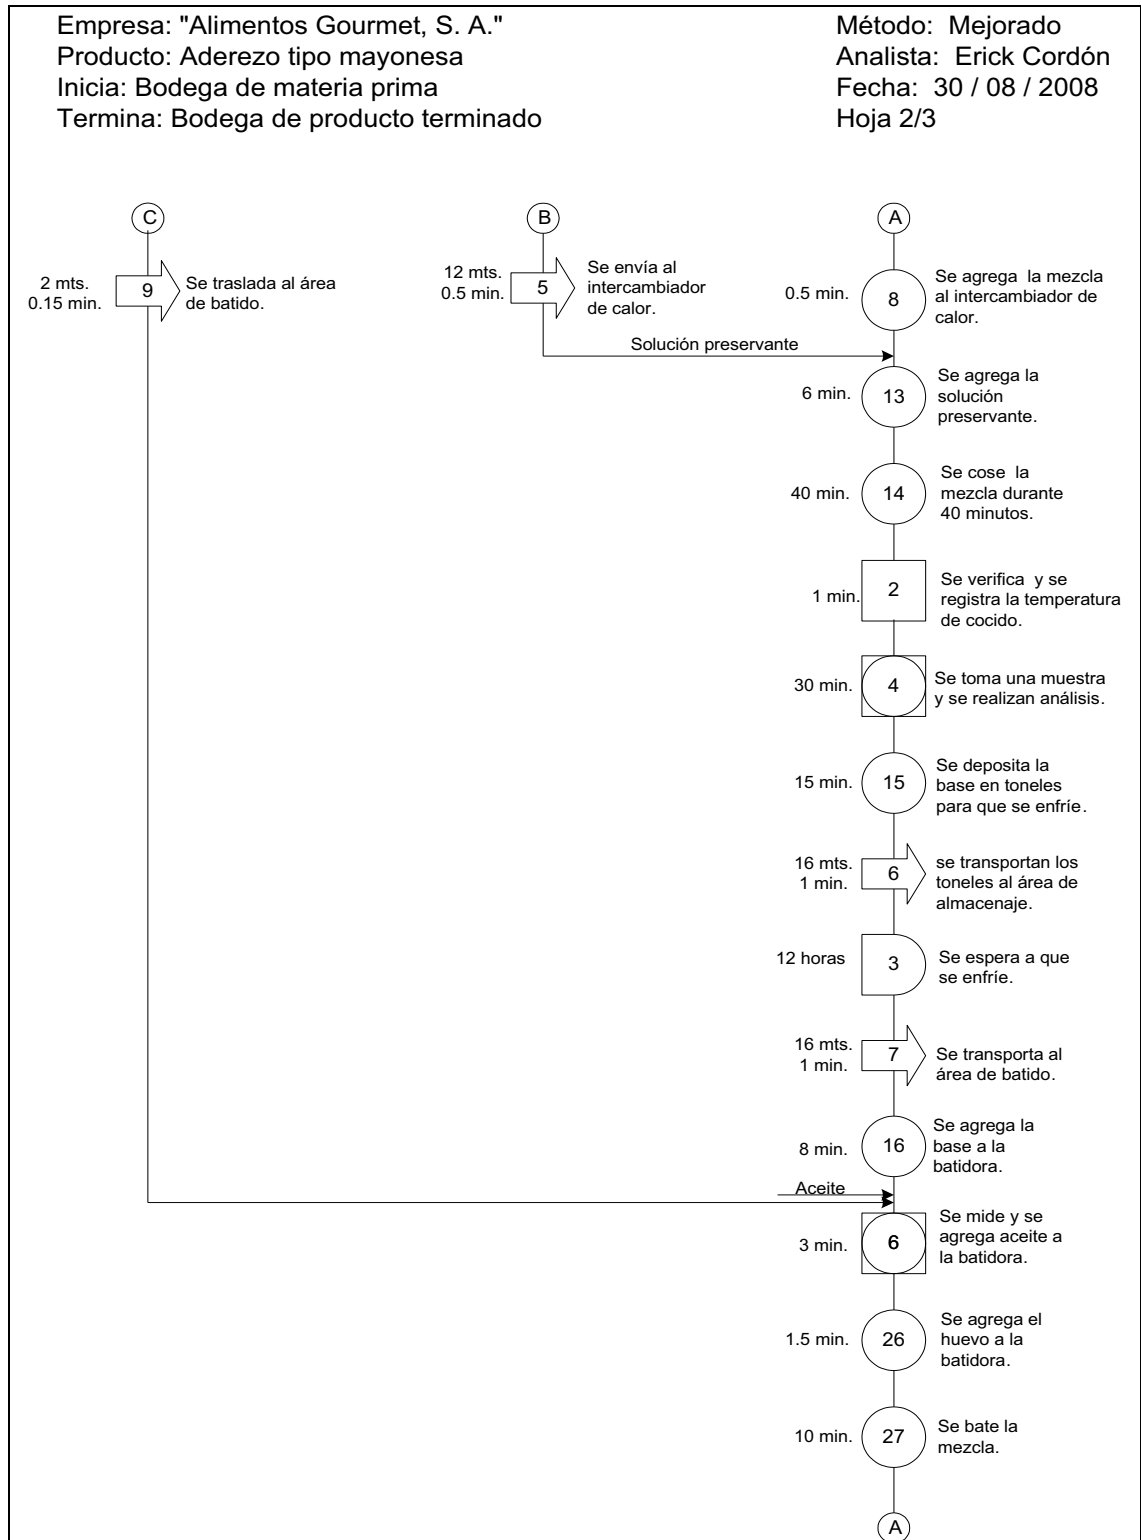 Empresa: "Alimentos Gourmet, S. A."
Producto: Aderezo tipo mayonesa
Inicia: Bodega de materia prima
Termina: Bodega de producto terminado
Método: Mejorado
Analista: Erick Cordón
Fecha: 30 / 08 / 2008
Hoja 2/3
C
B
A
2 mts.
0.15 min.
9
Se traslada al área
de batido.
12 mts.
0.5 min.
5
Se envía al
intercambiador
de calor.
0.5 min.
8
Se agrega la mezcla
al intercambiador de
calor.
Solución preservante
6 min.
13
Se agrega la
solución
preservante.
40 min.
14
Se cose la
mezcla durante
40 minutos.
1 min.
2
Se verifica y se
registra la temperatura
de cocido.
30 min.
4
Se toma una muestra
y se realizan análisis.
15 min.
15
Se deposita la
base en toneles
para que se enfríe.
16 mts.
1 min.
6
se transportan los
toneles al área de
almacenaje.
12 horas
3
Se espera a que
se enfríe.
16 mts.
1 min.
7
Se transporta al
área de batido.
8 min.
16
Se agrega la
base a la
batidora.
Aceite
3 min.
6
Se mide y se
agrega aceite a
la batidora.
1.5 min.
26
Se agrega el
huevo a la
batidora.
10 min.
27
Se bate la
mezcla.
A